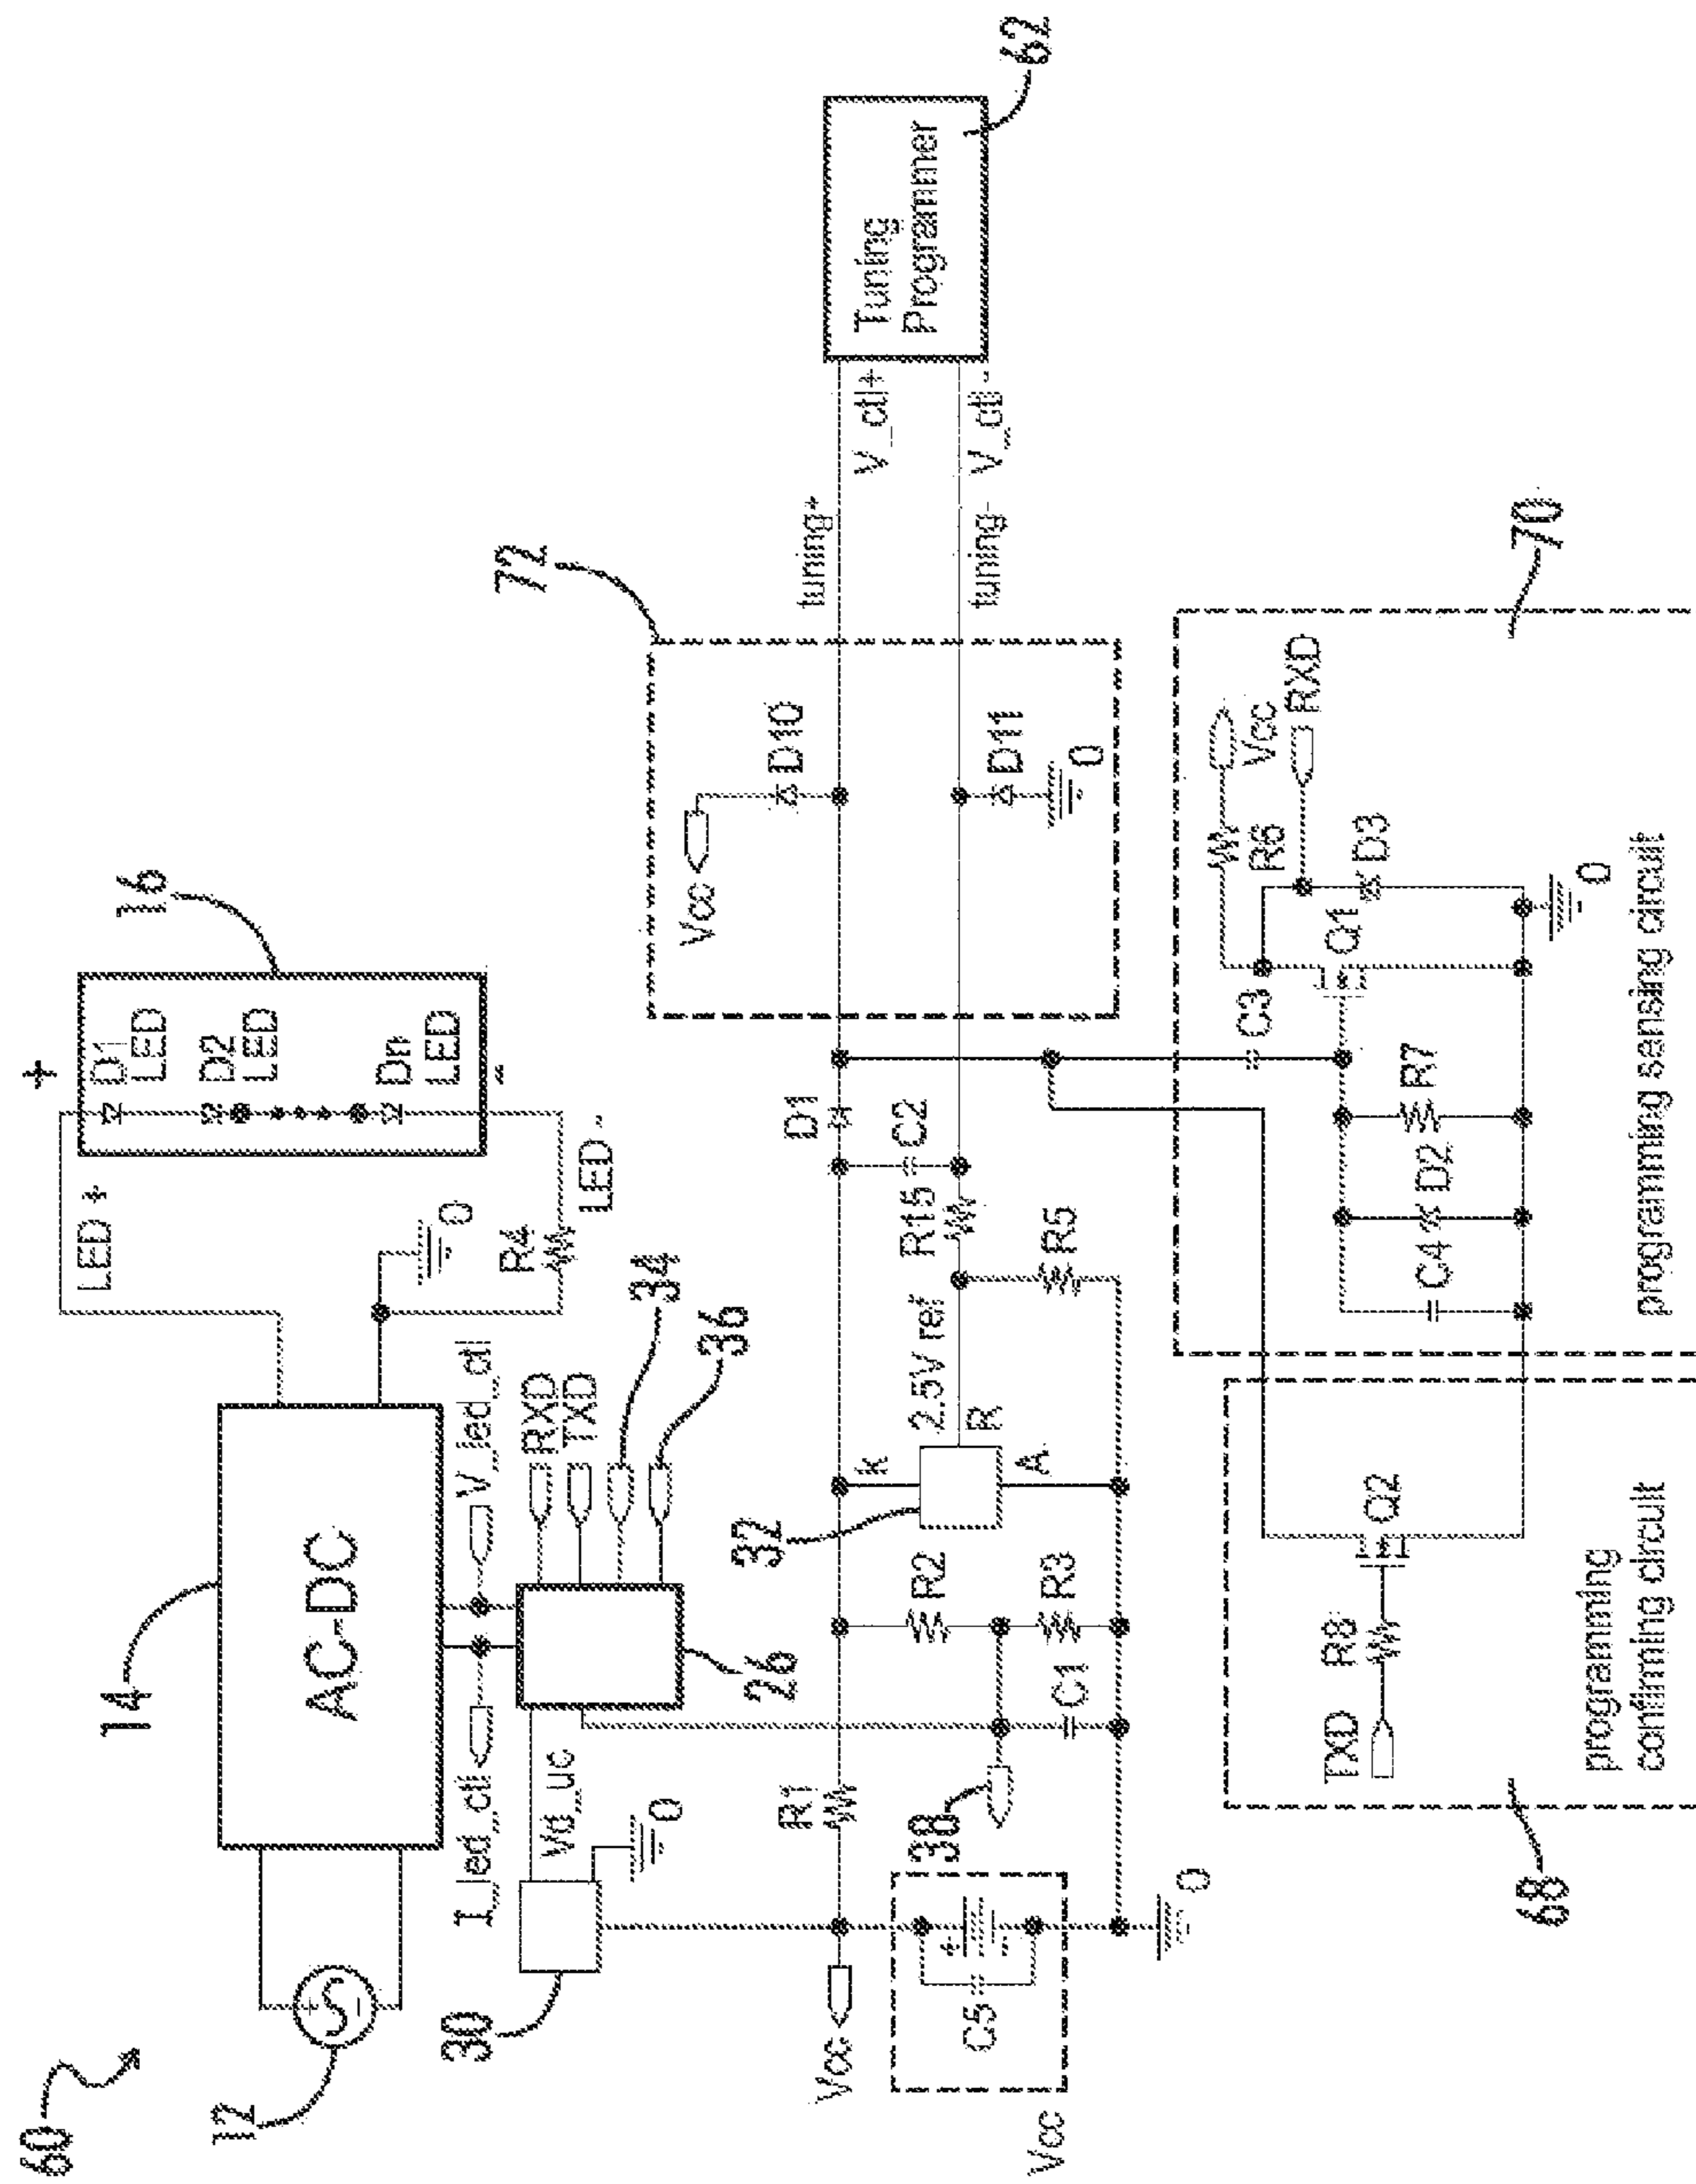 60
12
14
AC-DC
LED +
+
D1
LED
D2
LED
Dn
LED
-
16
0
R4
LED -
I_led_ctl
V_led_ctl
30
Vd_uc
0
26
RXD
TXD
34
36
Vcc
R1
38
R2
R3
C1
32
k
2.5V ref
R
A
R15
R5
D1
C2
72
Vcc
D10
D11
0
tuning+
tuning-
V_ctl+
V_ctl -
Tuning
Programmer
62
C5
+
Vcc
0
TXD
R8
Q2
programming
confirming circuit
68
C3
C4
D2
R7
Q1
R6
Vcc
RXD
D3
0
programming sensing circuit
70